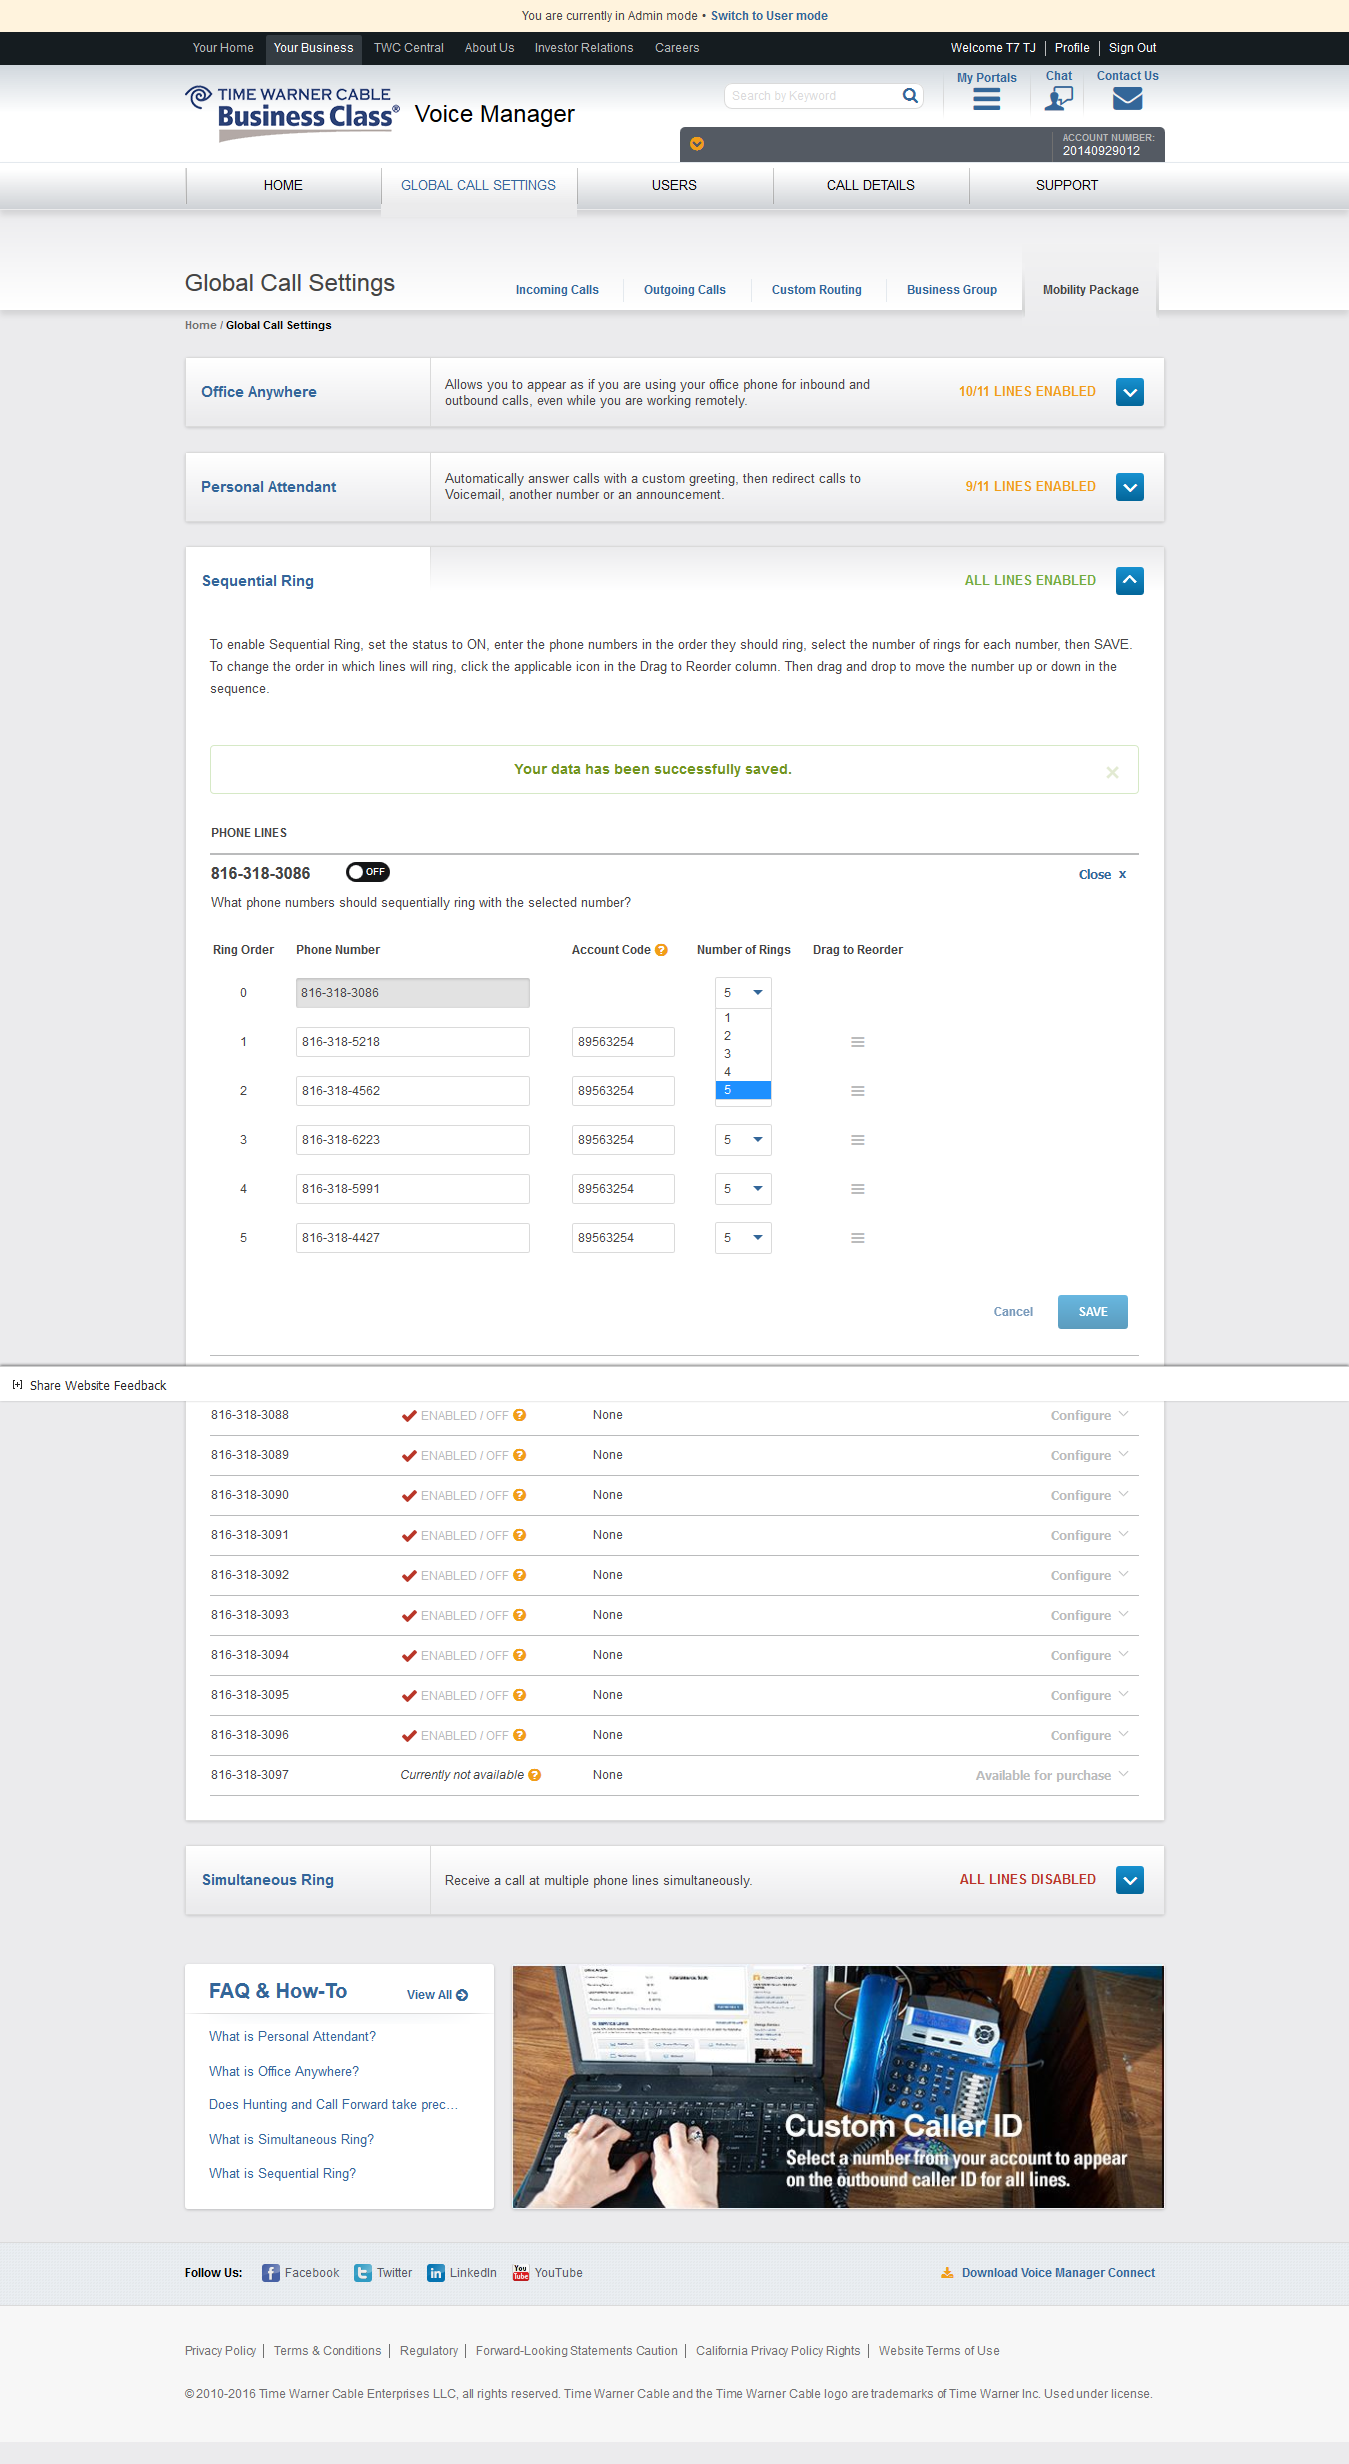 You are currently in Admin mode • Switch to User mode
Your Home Your Business TWC Central About Us Investor Relations Careers Welcome T7 TJ Profile Sign Out
TIME WARNER CABLE
Business Class®
Voice Manager
Search by Keyword
My Portals Chat Contact Us
ACCOUNT NUMBER:
20140929012
HOME GLOBAL CALL SETTINGS USERS CALL DETAILS SUPPORT
Global Call Settings
Incoming Calls Outgoing Calls Custom Routing Business Group Mobility Package
Home / Global Call Settings
Office Anywhere
Allows you to appear as if you are using your office phone for inbound and
outbound calls, even while you are working remotely.
10/11 LINES ENABLED
Personal Attendant
Automatically answer calls with a custom greeting, then redirect calls to
Voicemail, another number or an announcement.
9/11 LINES ENABLED
Sequential Ring
ALL LINES ENABLED
To enable Sequential Ring, set the status to ON, enter the phone numbers in the order they should ring, select the number of rings for each number, then SAVE.
To change the order in which lines will ring, click the applicable icon in the Drag to Reorder column. Then drag and drop to move the number up or down in the
sequence.
Your data has been successfully saved.
PHONE LINES
816-318-3086 OFF Close x
What phone numbers should sequentially ring with the selected number?
Ring Order Phone Number Account Code ? Number of Rings Drag to Reorder
0 816-318-3086 5
1
1 816-318-5218 89563254
2
3
4
2 816-318-4562 89563254 5
3 816-318-6223 89563254 5
4 816-318-5991 89563254 5
5 816-318-4427 89563254 5
Cancel SAVE
[+] Share Website Feedback
816-318-3088 ENABLED / OFF ? None Configure
816-318-3089 ENABLED / OFF ? None Configure
816-318-3090 ENABLED / OFF ? None Configure
816-318-3091 ENABLED / OFF ? None Configure
816-318-3092 ENABLED / OFF ? None Configure
816-318-3093 ENABLED / OFF ? None Configure
816-318-3094 ENABLED / OFF ? None Configure
816-318-3095 ENABLED / OFF ? None Configure
816-318-3096 ENABLED / OFF ? None Configure
816-318-3097 Currently not available ? None Available for purchase
Simultaneous Ring
Receive a call at multiple phone lines simultaneously.
ALL LINES DISABLED
FAQ & How-To View All
What is Personal Attendant?
What is Office Anywhere?
Does Hunting and Call Forward take prec...
What is Simultaneous Ring?
What is Sequential Ring?
Custom Caller ID
Select a number from your account to appear
on the outbound caller ID for all lines.
Follow Us: f Facebook t Twitter in LinkedIn You Tube YouTube Download Voice Manager Connect
Privacy Policy Terms & Conditions Regulatory Forward-Looking Statements Caution California Privacy Policy Rights Website Terms of Use
© 2010-2016 Time Warner Cable Enterprises LLC, all rights reserved. Time Warner Cable and the Time Warner Cable logo are trademarks of Time Warner Inc. Used under license.